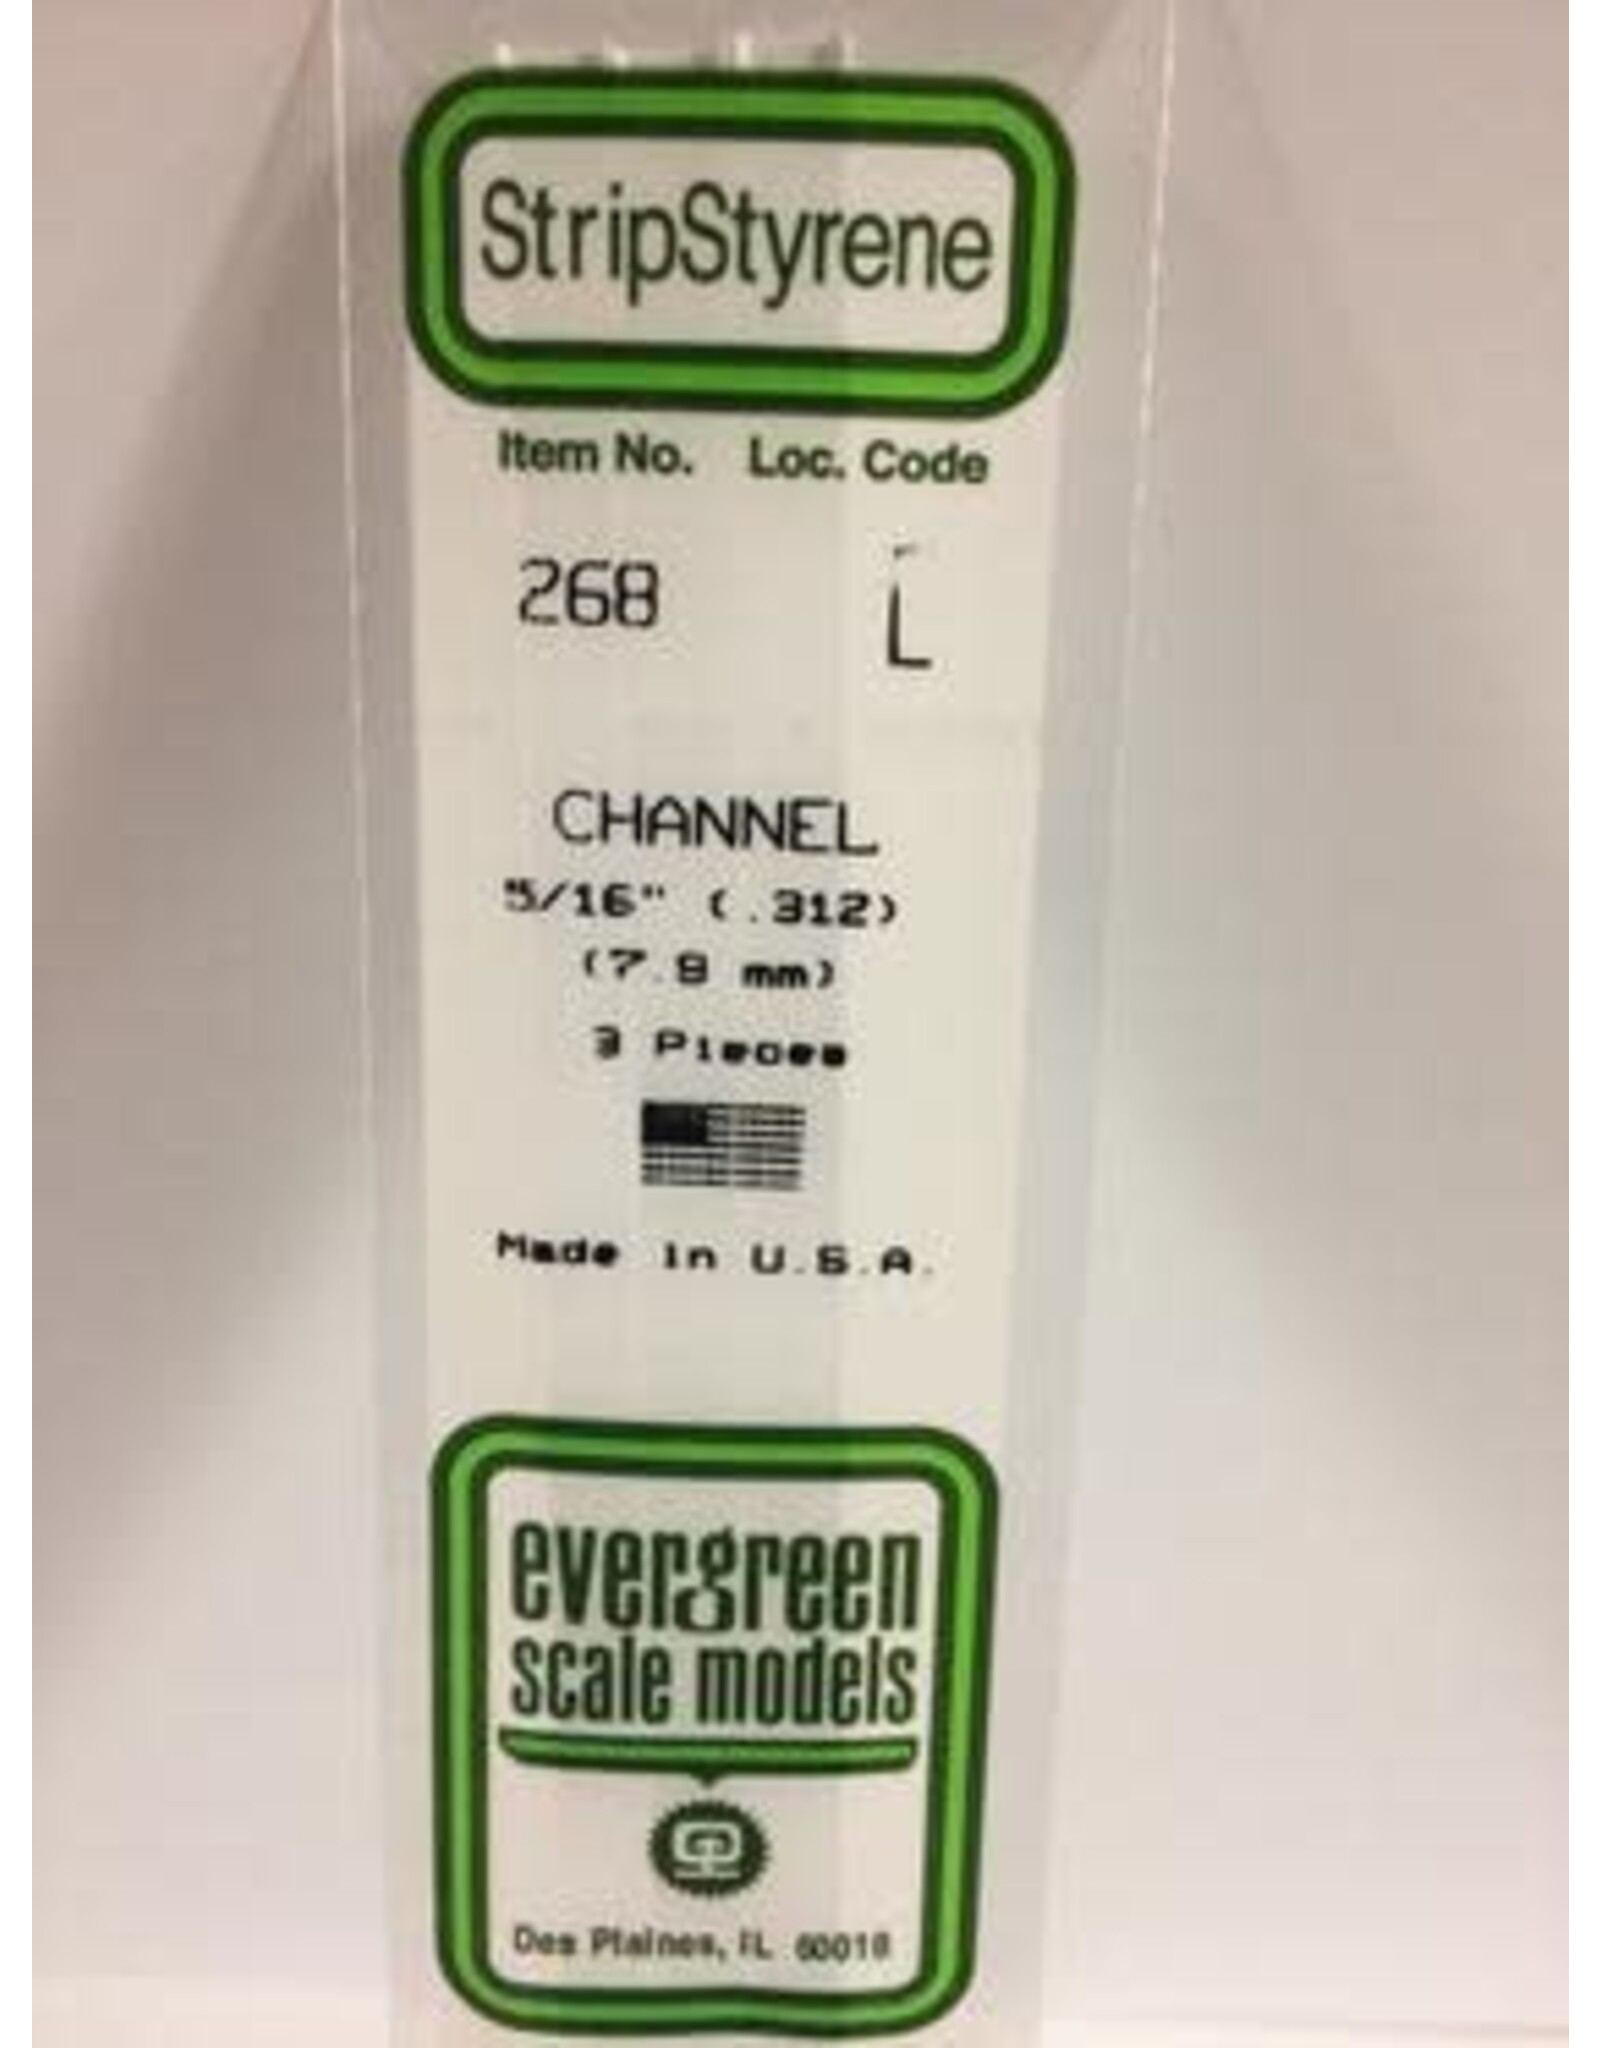 StripStyrene
Item No. Loc. Code
268 L
CHANNEL
5/16" (.312)
(7.9 mm)
3 Pieces
Made in U.S.A.
evergreen
scale models
Des Plaines, IL 60018